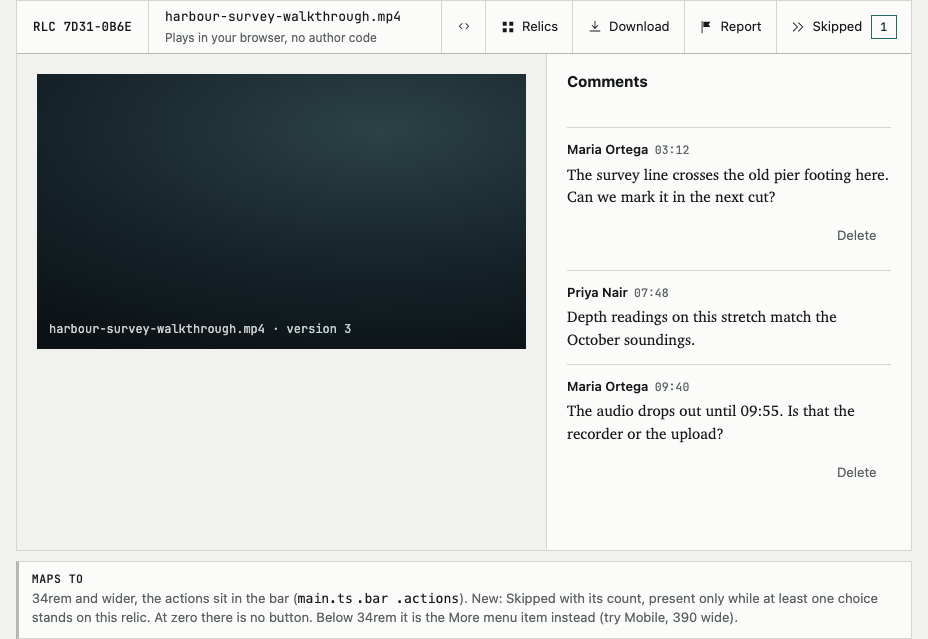 RLC 7D31-0B6E
harbour-survey-walkthrough.mp4
Plays in your browser, no author code
Relics
Download
Report
Skipped 1
harbour-survey-walkthrough.mp4 · version 3
Comments
Maria Ortega 03:12
The survey line crosses the old pier footing here.
Can we mark it in the next cut?
Delete
Priya Nair 07:48
Depth readings on this stretch match the
October soundings.
Maria Ortega 09:40
The audio drops out until 09:55. Is that the
recorder or the upload?
Delete
MAPS TO
34rem and wider, the actions sit in the bar (main.ts .bar .actions). New: Skipped with its count, present only while at least one choice
stands on this relic. At zero there is no button. Below 34rem it is the More menu item instead (try Mobile, 390 wide).